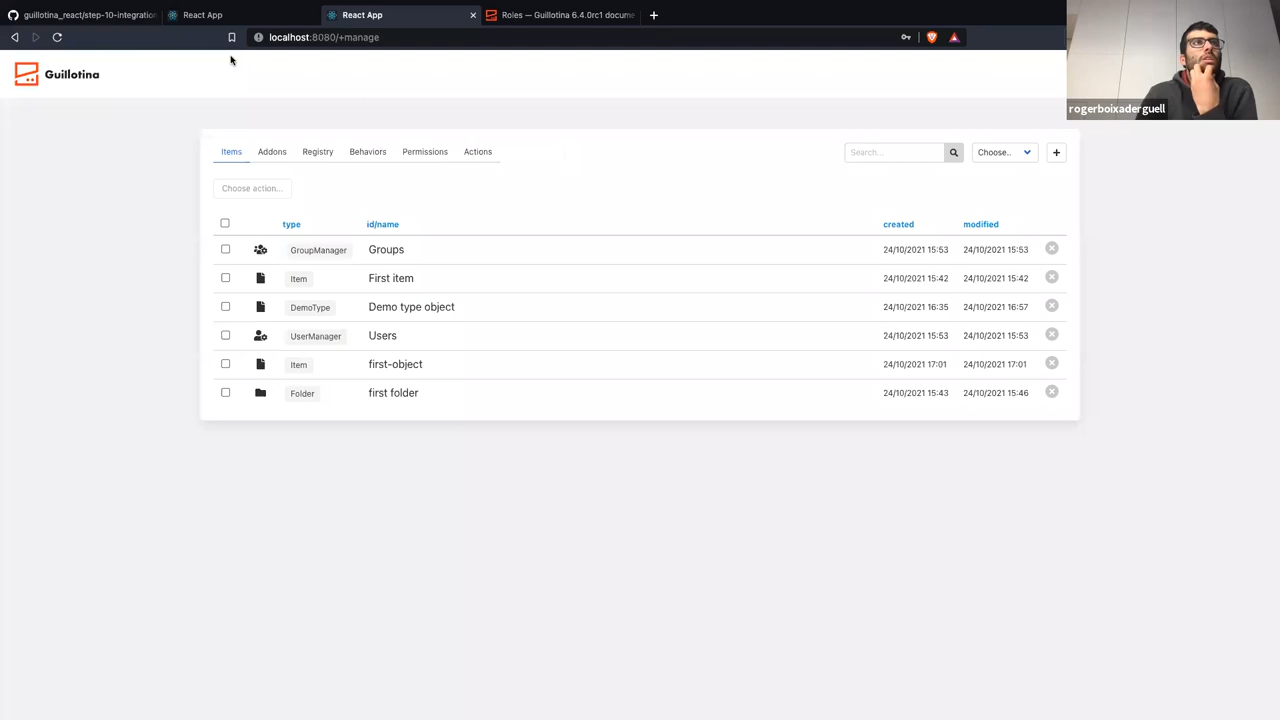 guillotina_react/step-10-integration
React App
React App
Roles — Guillotina 6.4.0rc1 docume
localhost:8080/+manage
Guillotina
rogerboixaderguell
Items
Addons
Registry
Behaviors
Permissions
Actions
Search...
Choose..
Choose action...
type id/name created modified
GroupManager Groups 24/10/2021 15:53 24/10/2021 15:53
Item First item 24/10/2021 15:42 24/10/2021 15:42
DemoType Demo type object 24/10/2021 16:35 24/10/2021 16:57
UserManager Users 24/10/2021 15:53 24/10/2021 15:53
Item first-object 24/10/2021 17:01 24/10/2021 17:01
Folder first folder 24/10/2021 15:43 24/10/2021 15:46